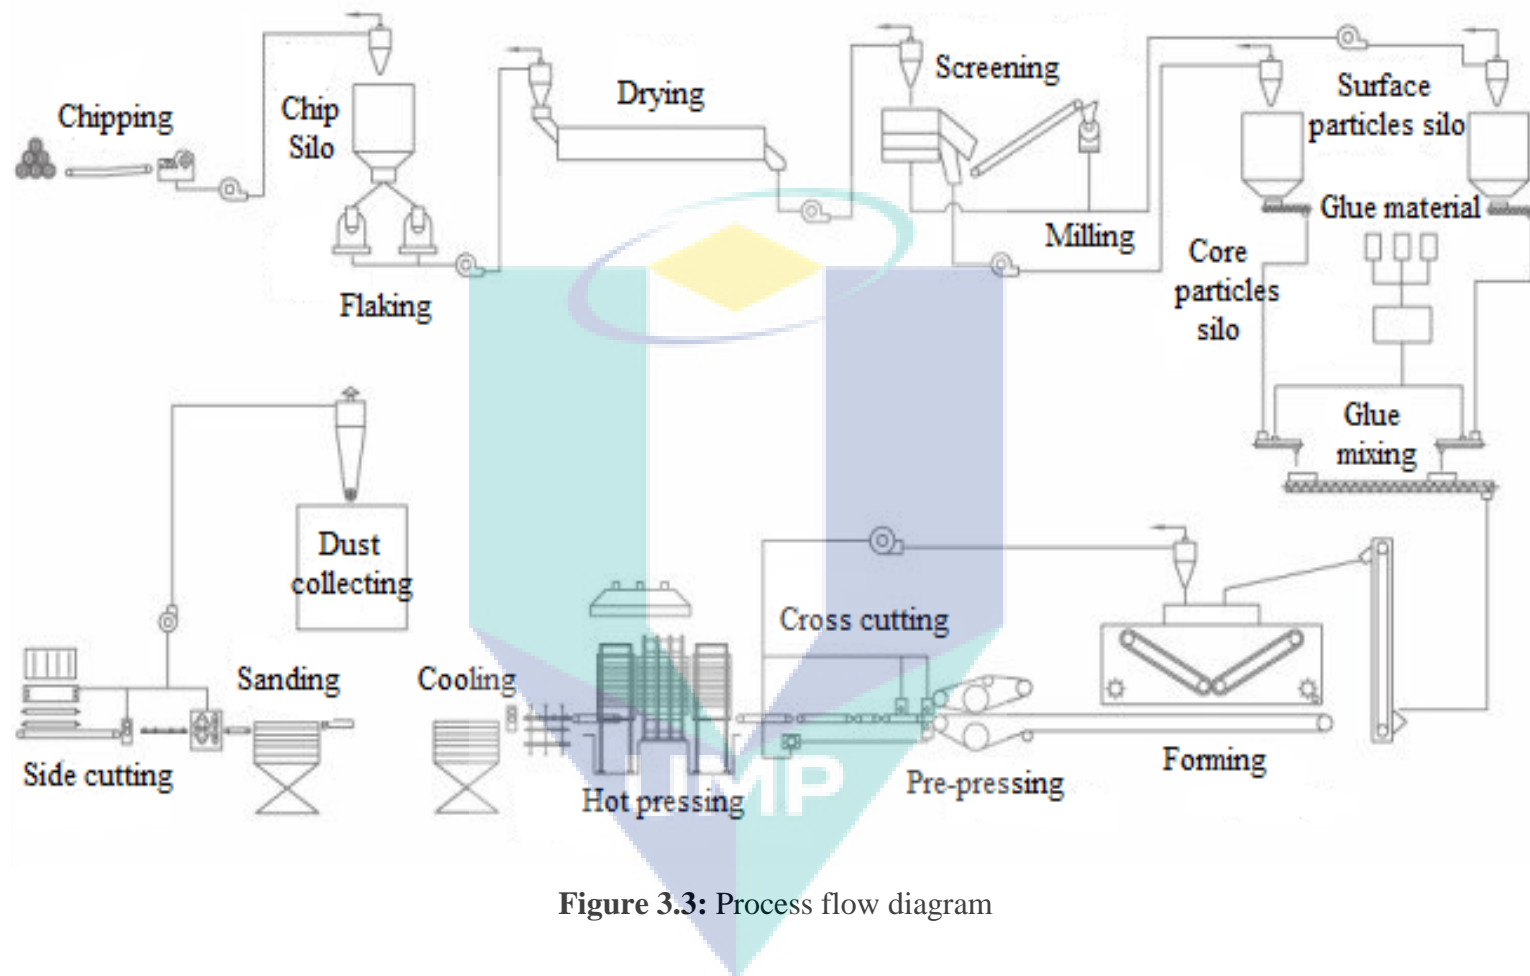 Chipping
Chip
Silo
Flaking
Drying
Screening
Milling
Surface
particles silo
Glue material
Core
particles
silo
Glue
mixing
Dust
collecting
Cross cutting
Sanding
Cooling
Side cutting
Hot pressing
Pre-pressing
Forming
UMP
Figure 3.3: Process flow diagram